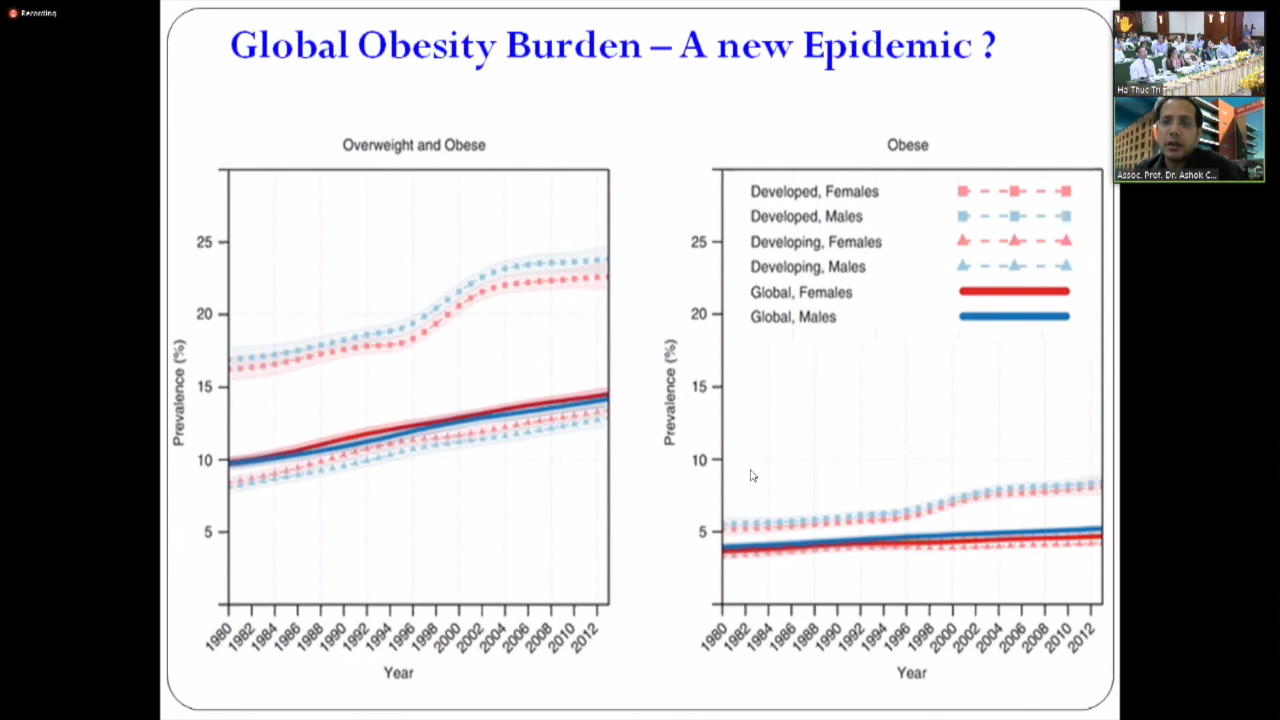 Recording
Global Obesity Burden – A new Epidemic ?
Ha Thuc Tri
Assoc. Prof. Dr. Ashok C...
Overweight and Obese
Prevalence (%)
25
20
15
10
5
1980 1982 1984 1986 1988 1990 1992 1994 1996 1998 2000 2002 2004 2006 2008 2010 2012
Year
Obese
Developed, Females
Developed, Males
Developing, Females
Developing, Males
Global, Females
Global, Males
Prevalence (%)
25
20
15
10
5
1980 1982 1984 1986 1988 1990 1992 1994 1996 1998 2000 2002 2004 2006 2008 2010 2012
Year